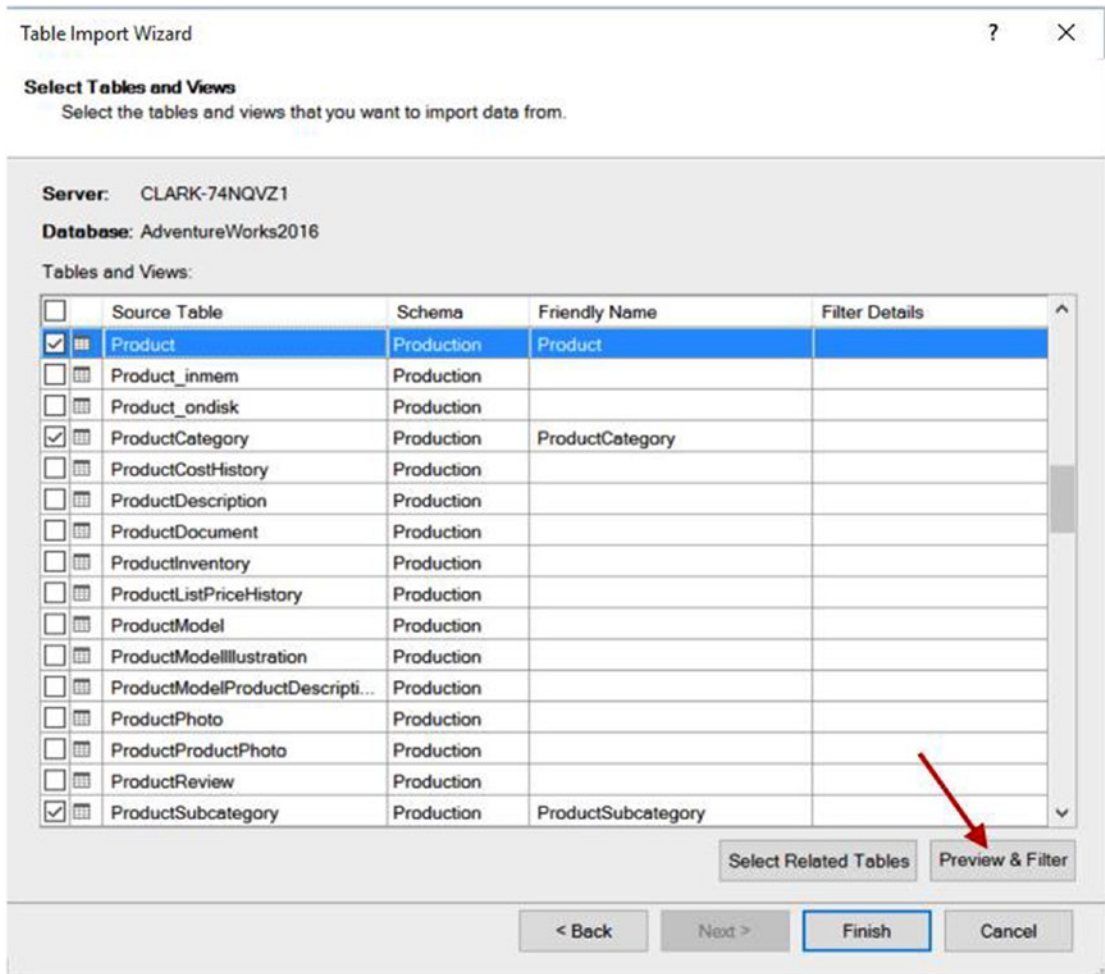 Table Import Wizard ? ×
Select Tables and Views
Select the tables and views that you want to import data from.
Server: CLARK-74NQVZ1
Database: AdventureWorks2016
Tables and Views:
Source Table Schema Friendly Name Filter Details
Product Production Product
Product_inmem Production
Product_ondisk Production
ProductCategory Production ProductCategory
ProductCostHistory Production
ProductDescription Production
ProductDocument Production
ProductInventory Production
ProductListPriceHistory Production
ProductModel Production
ProductModelIllustration Production
ProductModelProductDescripti... Production
ProductPhoto Production
ProductProductPhoto Production
ProductReview Production
ProductSubcategory Production ProductSubcategory
Select Related Tables Preview & Filter
< Back Next > Finish Cancel